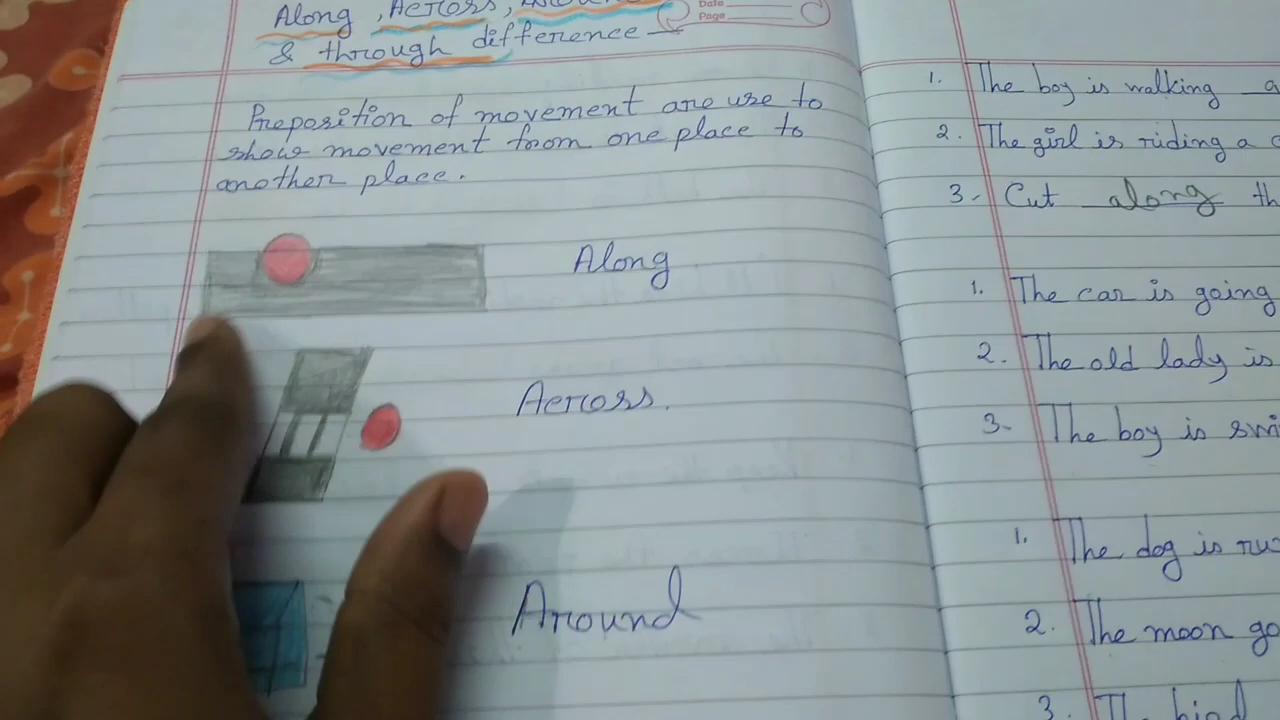 Along, Across,
& through difference
Date
Page
Preposition of movement are use to
show movement from one place to
another place.
Along
Across.
Around
1. The boy is walking
2. The girl is riding a
3. Cut along
1. The car is going
2. The old lady is
3. The boy is
1. The dog is
2. The moon
3.